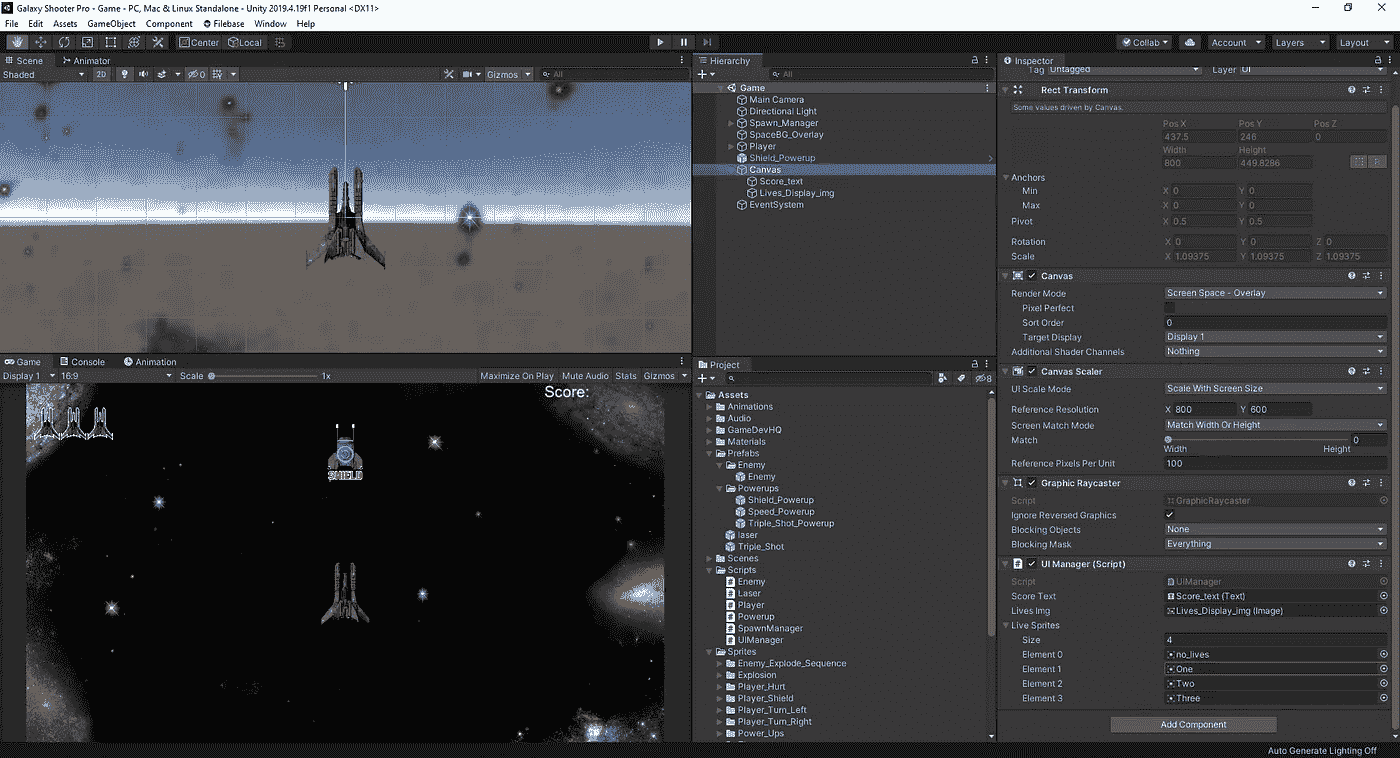 Galaxy Shooter Pro - Game - PC, Mac & Linux Standalone - Unity 2019.4.19f1 Personal <DX11>
File Edit Assets GameObject Component Filebase Window Help
Center Local Collab Account Layers Layout
Scene Animator
Shaded 2D 0 Gizmos All
Hierarchy
All
Game
Main Camera
Directional Light
Spawn_Manager
SpaceBG_Overlay
Player
Shield_Powerup
Canvas
Score_text
Lives_Display_img
EventSystem
Game Console Animation
Display 1 16:9 Scale 1x Maximize On Play Mute Audio Stats Gizmos
Score:
SHIELD
Project
8
Assets
Animations
Audio
GameDevHQ
Materials
Prefabs
Enemy
Enemy
Powerups
Shield_Powerup
Speed_Powerup
Triple_Shot_Powerup
laser
Triple_Shot
Scenes
Scripts
Enemy
Laser
Player
Powerup
SpawnManager
UIManager
Sprites
Enemy_Explode_Sequence
Explosion
Player_Hurt
Player_Shield
Player_Turn_Left
Player_Turn_Right
Power_Ups
Inspector
Tag Untagged Layer UI
Rect Transform
Some values driven by Canvas.
Pos X Pos Y Pos Z
437.5 246 0
Width Height
800 449.8286
Anchors
Min X 0 Y 0
Max X 0 Y 0
Pivot X 0.5 Y 0.5
Rotation X 0 Y 0 Z 0
Scale X 1.09375 Y 1.09375 Z 1.09375
Canvas
Render Mode Screen Space - Overlay
Pixel Perfect
Sort Order 0
Target Display Display 1
Additional Shader Channels Nothing
Canvas Scaler
UI Scale Mode Scale With Screen Size
Reference Resolution X 800 Y 600
Screen Match Mode Match Width Or Height
Match 0
Width Height
Reference Pixels Per Unit 100
Graphic Raycaster
Script GraphicRaycaster
Ignore Reversed Graphics
Blocking Objects None
Blocking Mask Everything
UI Manager (Script)
Script UIManager
Score Text Score_text (Text)
Lives Img Lives_Display_img (Image)
Live Sprites
Size 4
Element 0 no_lives
Element 1 One
Element 2 Two
Element 3 Three
Add Component
Auto Generate Lighting Off